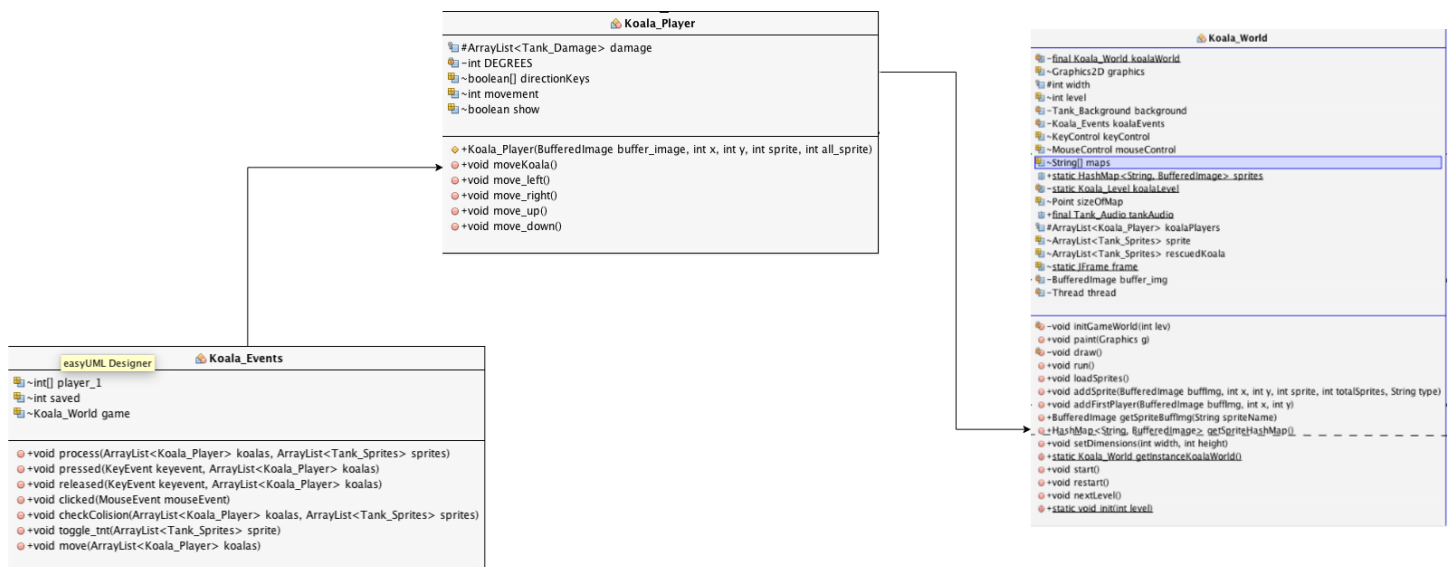 Koala_Player
#ArrayList<Tank_Damage> damage
-int DEGREES
~boolean[] directionKeys
~int movement
~boolean show
+Koala_Player(BufferedImage buffer_image, int x, int y, int sprite, int all_sprite)
+void moveKoala()
+void move_left()
+void move_right()
+void move_up()
+void move_down()
Koala_World
-final Koala_World koalaWorld
~Graphics2D graphics
#int width
~int level
-Tank_Background background
-Koala_Events koalaEvents
~KeyControl keyControl
~MouseControl mouseControl
~String[] maps
+static HashMap<String, BufferedImage> sprites
-static Koala_Level koalaLevel
~Point sizeOfMap
+final Tank_Audio tankAudio
#ArrayList<Koala_Player> koalaPlayers
~ArrayList<Tank_Sprites> sprite
~ArrayList<Tank_Sprites> rescuedKoala
~static JFrame frame
-BufferedImage buffer_img
-Thread thread
-void initGameWorld(int lev)
+void paint(Graphics g)
-void draw()
+void run()
+void loadSprites()
+void addSprite(BufferedImage buffImg, int x, int y, int sprite, int totalSprites, String type)
+void addFirstPlayer(BufferedImage buffImg, int x, int y)
+BufferedImage getSpriteBuffImg(String spriteName)
+HashMap<String, BufferedImage> getSpriteHashMap()
+void setDimensions(int width, int height)
+static Koala_World getInstanceKoalaWorld()
+void start()
+void restart()
+void nextLevel()
+static void init(int level)
Koala_Events
easyUML Designer
~int[] player_1
~int saved
~Koala_World game
+void process(ArrayList<Koala_Player> koalas, ArrayList<Tank_Sprites> sprites)
+void pressed(KeyEvent keyevent, ArrayList<Koala_Player> koalas)
+void released(KeyEvent keyevent, ArrayList<Koala_Player> koalas)
+void clicked(MouseEvent mouseEvent)
+void checkColision(ArrayList<Koala_Player> koalas, ArrayList<Tank_Sprites> sprites)
+void toggle_tnt(ArrayList<Tank_Sprites> sprite)
+void move(ArrayList<Koala_Player> koalas)